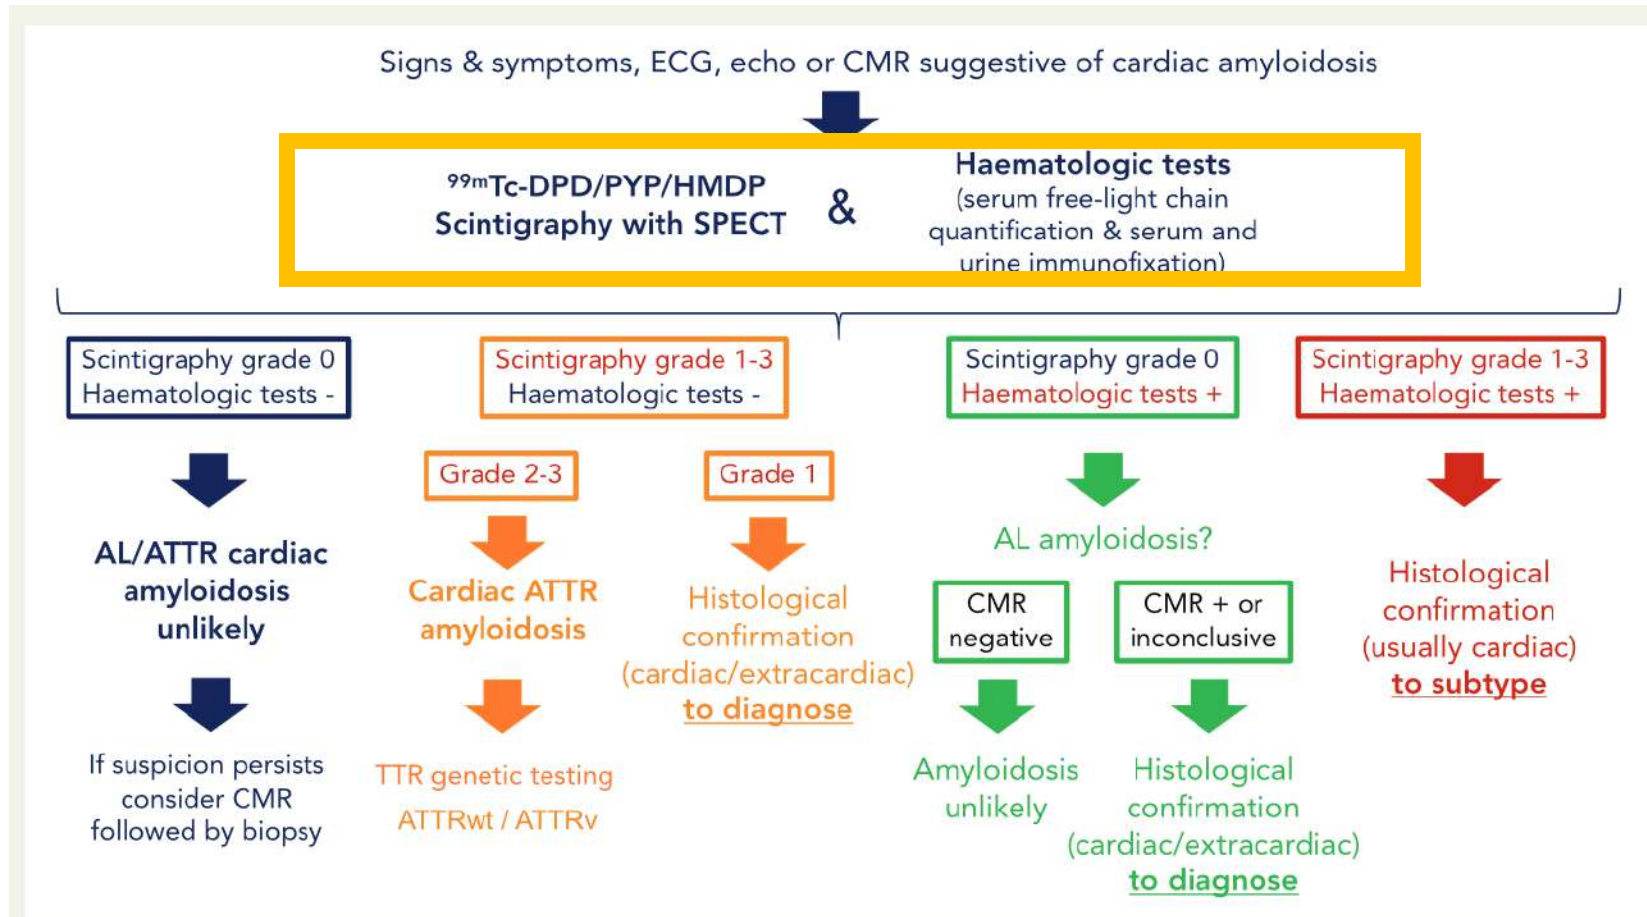 Signs & symptoms, ECG, echo or CMR suggestive of cardiac amyloidosis
⁹⁹ᵐTc-DPD/PYP/HMDP
Scintigraphy with SPECT
&
Haematologic tests
(serum free-light chain
quantification & serum and
urine immunofixation)
Scintigraphy grade 0
Haematologic tests -
Scintigraphy grade 1-3
Haematologic tests -
Scintigraphy grade 0
Haematologic tests +
Scintigraphy grade 1-3
Haematologic tests +
Grade 2-3
Grade 1
AL/ATTR cardiac
amyloidosis
unlikely
Cardiac ATTR
amyloidosis
Histological
confirmation
(cardiac/extracardiac)
to diagnose
AL amyloidosis?
CMR
negative
CMR + or
inconclusive
Histological
confirmation
(usually cardiac)
to subtype
If suspicion persists
consider CMR
followed by biopsy
TTR genetic testing
ATTRwt / ATTRv
Amyloidosis
unlikely
Histological
confirmation
(cardiac/extracardiac)
to diagnose